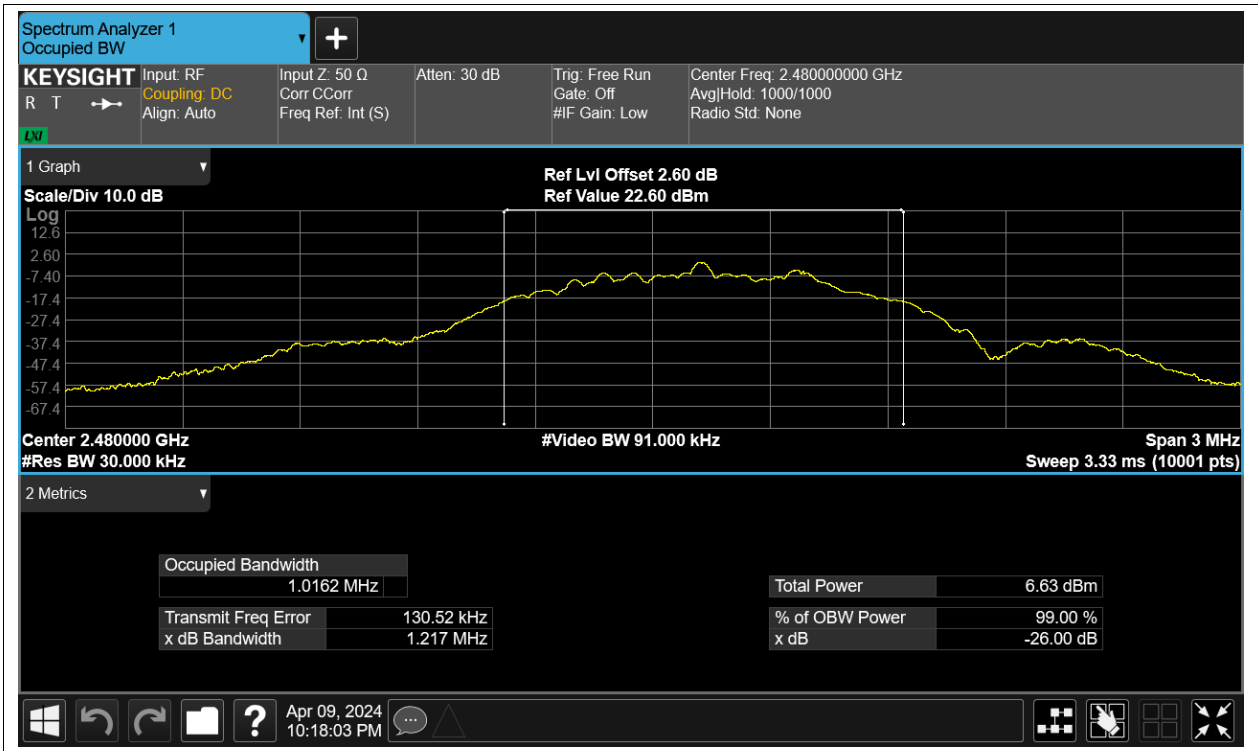 Spectrum Analyzer 1
Occupied BW
KEYSIGHT
R T
LXI
Input: RF
Coupling: DC
Align: Auto
Input Z: 50 Ω
Corr CCorr
Freq Ref: Int (S)
Atten: 30 dB
Trig: Free Run
Gate: Off
#IF Gain: Low
Center Freq: 2.480000000 GHz
Avg|Hold: 1000/1000
Radio Std: None
1 Graph
Scale/Div 10.0 dB
Ref Lvl Offset 2.60 dB
Ref Value 22.60 dBm
Log
12.6
2.60
-7.40
-17.4
-27.4
-37.4
-47.4
-57.4
-67.4
Center 2.480000 GHz
#Res BW 30.000 kHz
#Video BW 91.000 kHz
Span 3 MHz
Sweep 3.33 ms (10001 pts)
2 Metrics
Occupied Bandwidth
1.0162 MHz
Transmit Freq Error 130.52 kHz
x dB Bandwidth 1.217 MHz
Total Power 6.63 dBm
% of OBW Power 99.00 %
x dB -26.00 dB
Apr 09, 2024
10:18:03 PM